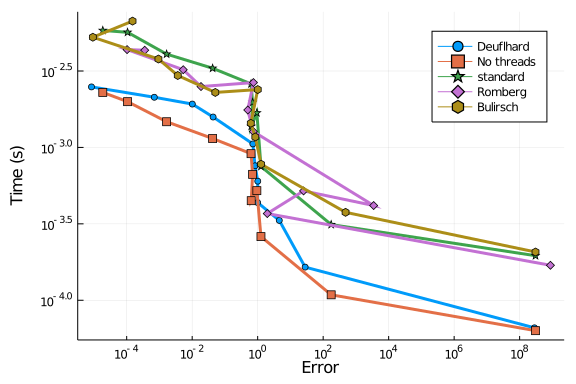 Deuflhard
No threads
standard
Romberg
Bulirsch
Time (s)
10^-2.5
10^-3.0
10^-3.5
10^-4.0
10^-4 10^-2 10^0 10^2 10^4 10^6 10^8
Error